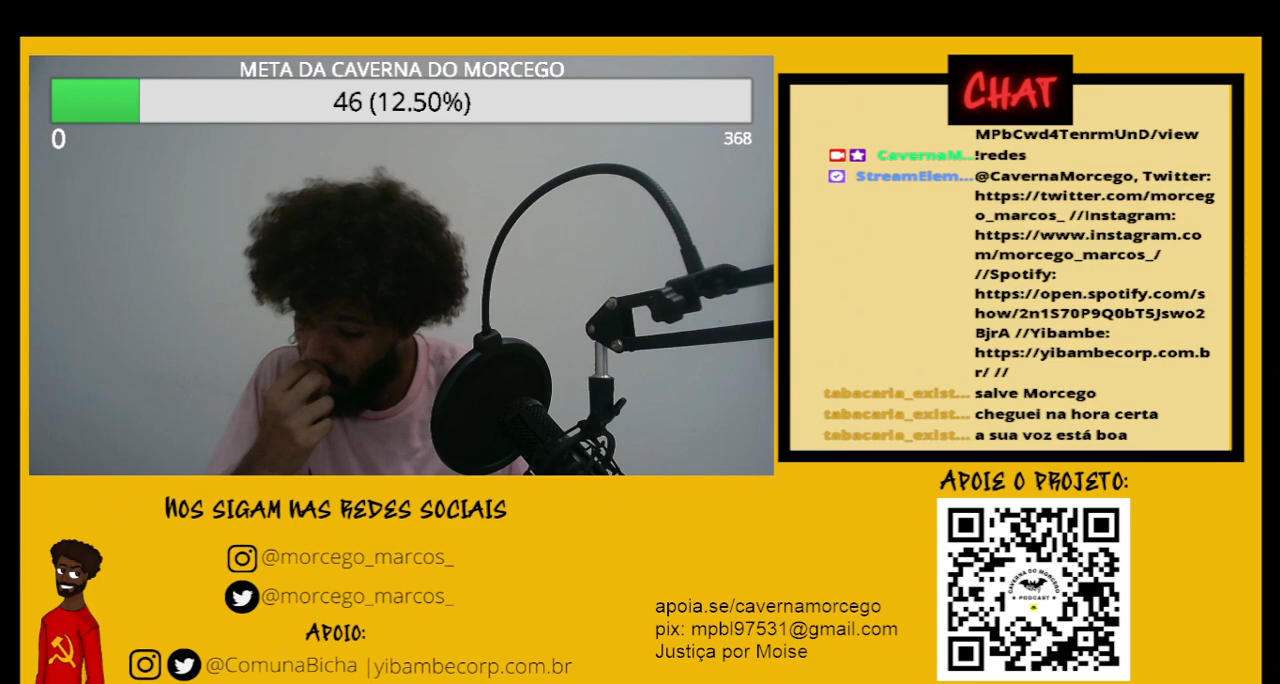 META DA CAVERNA DO MORCEGO
46 (12.50%)
0
368
CHAT
MPbCwd4TenrmUnD/view
CavernaM... !redes
StreamElem... @CavernaMorcego, Twitter:
https://twitter.com/morceg
o_marcos_ //Instagram:
https://www.instagram.co
m/morcego_marcos_/
//Spotify:
https://open.spotify.com/s
how/2n1S70P9Q0bT5Jswo2
BjrA //Yibambe:
https://yibambecorp.com.b
r/ //
tabacaria_exist... salve Morcego
tabacaria_exist... cheguei na hora certa
tabacaria_exist... a sua voz está boa
NOS SIGAM NAS REDES SOCIAIS
@morcego_marcos_
@morcego_marcos_
APOIO:
@ComunaBicha |yibambecorp.com.br
apoia.se/cavernamorcego
pix: mpbl97531@gmail.com
Justiça por Moise
APOIE O PROJETO:
CAVERNA DO MORCEGO
PODCAST